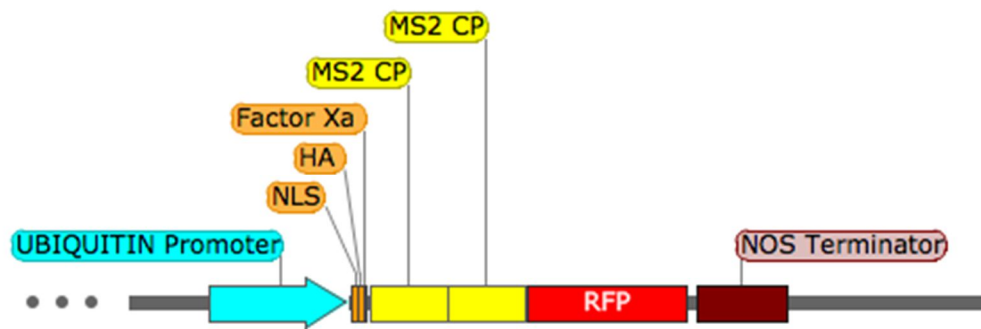 MS2 CP
MS2 CP
Factor Xa
HA
NLS
UBIQUITIN Promoter
NOS Terminator
RFP